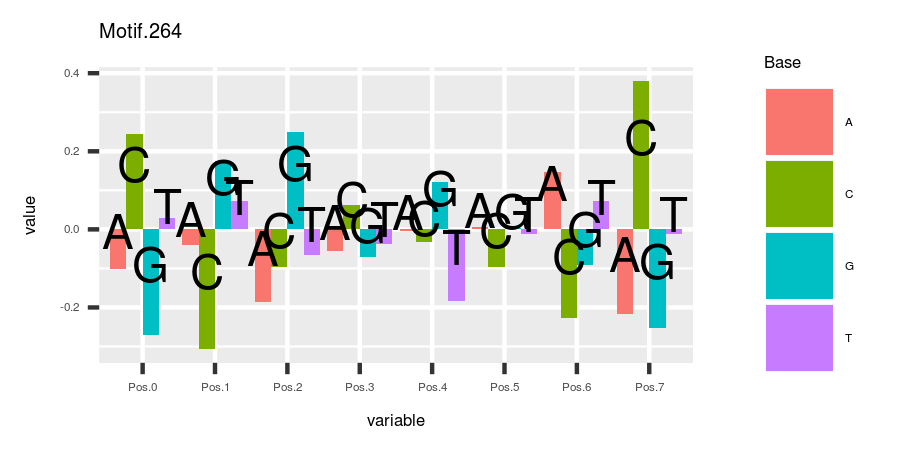 Motif.264
Base
0.4
0.2
0.0
-0.2
value
A C G T A C G T A C G T A C G T A C G T A C G T A C G T A C G T
Pos.0 Pos.1 Pos.2 Pos.3 Pos.4 Pos.5 Pos.6 Pos.7
variable
A
C
G
T